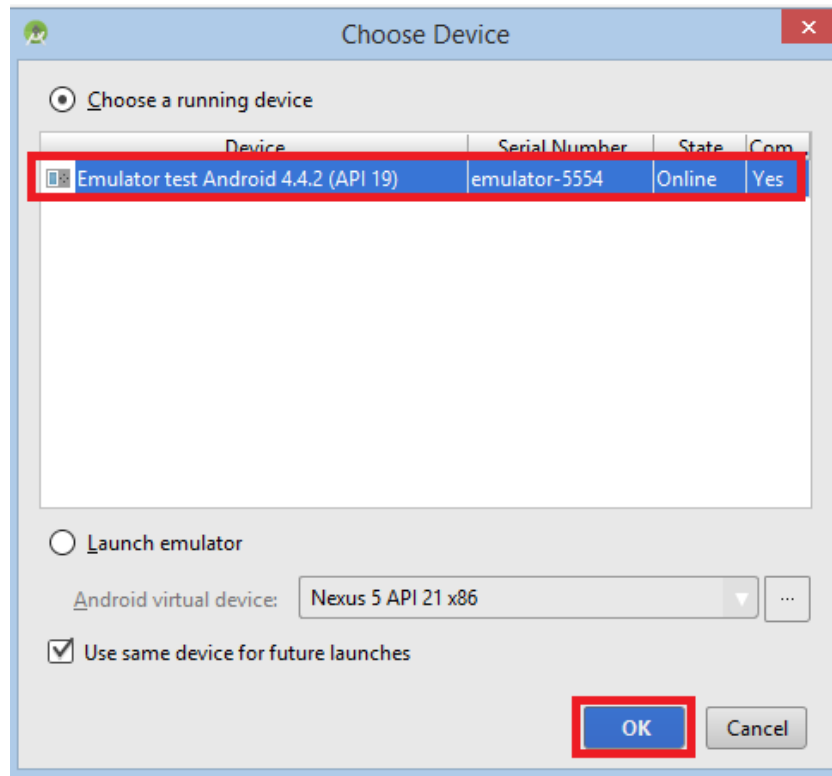 Choose Device
Choose a running device
Device Serial Number State Com...
Emulator test Android 4.4.2 (API 19) emulator-5554 Online Yes
Launch emulator
Android virtual device: Nexus 5 API 21 x86 ...
Use same device for future launches
OK Cancel